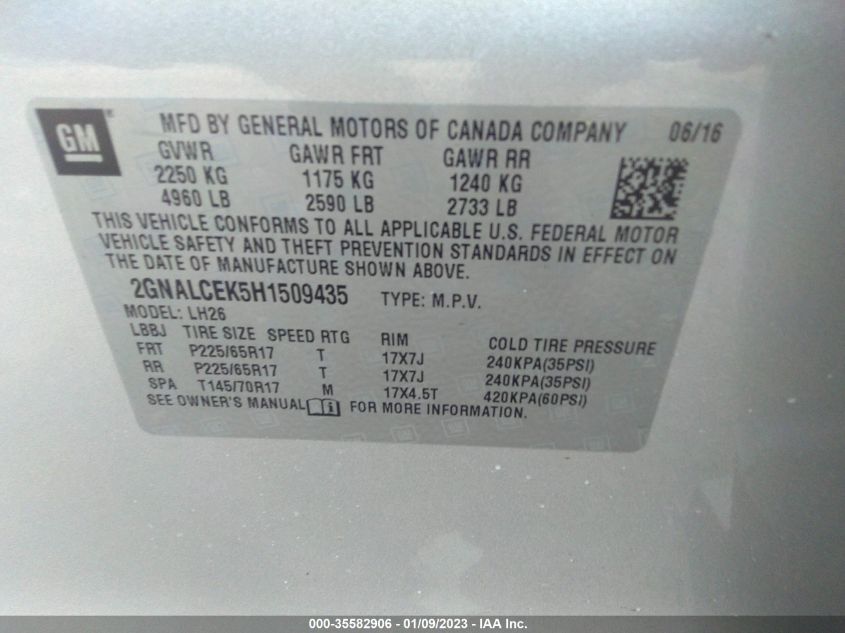 GM® MFD BY GENERAL MOTORS OF CANADA COMPANY 06/16
GVWR GAWR FRT GAWR RR
2250 KG 1175 KG 1240 KG
4960 LB 2590 LB 2733 LB
THIS VEHICLE CONFORMS TO ALL APPLICABLE U.S. FEDERAL MOTOR
VEHICLE SAFETY AND THEFT PREVENTION STANDARDS IN EFFECT ON
THE DATE OF MANUFACTURE SHOWN ABOVE.
2GNALCEK5H1509435 TYPE: M.P.V.
MODEL: LH26
LBBJ TIRE SIZE SPEED RTG RIM COLD TIRE PRESSURE
FRT P225/65R17 T 17X7J 240KPA(35PSI)
RR P225/65R17 T 17X7J 240KPA(35PSI)
SPA T145/70R17 M 17X4.5T 420KPA(60PSI)
SEE OWNER'S MANUAL FOR MORE INFORMATION.
000-35582906 - 01/09/2023 - IAA Inc.